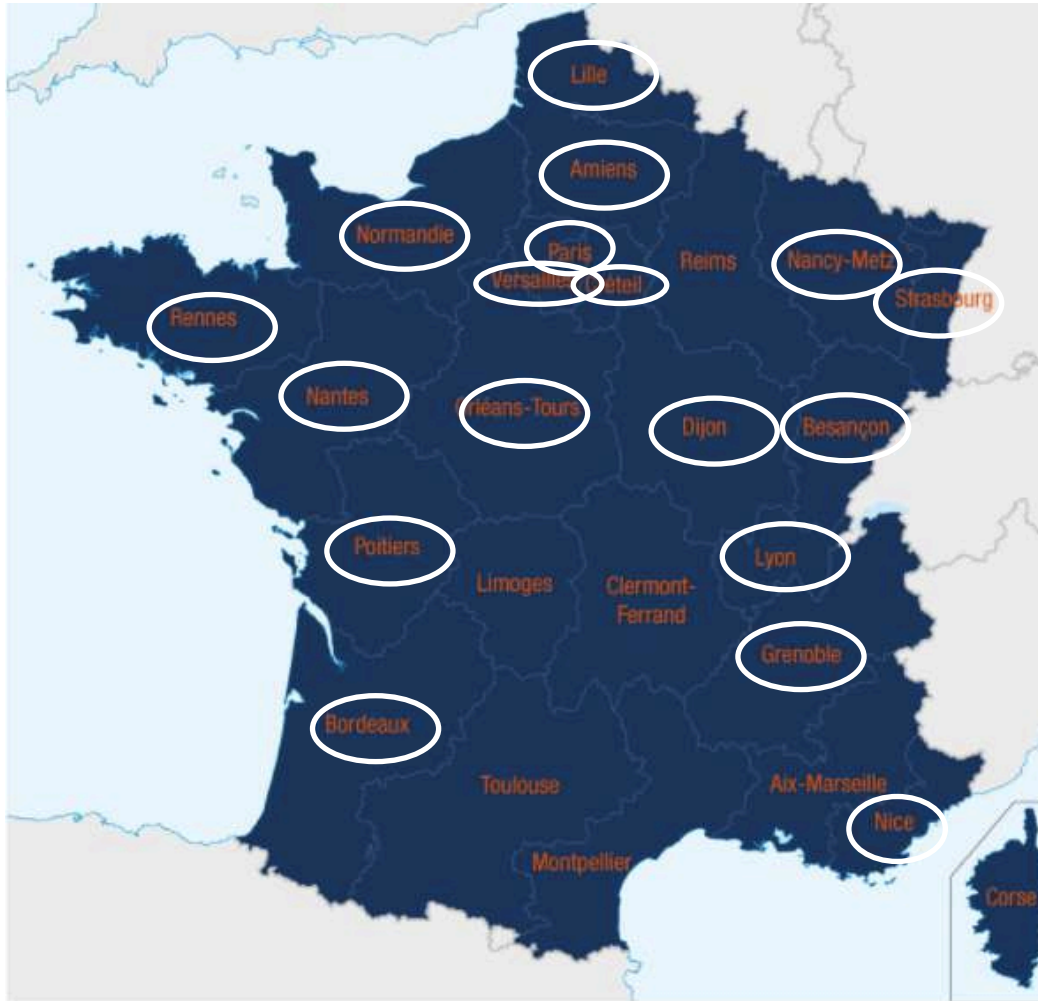 Lille
Amiens
Normandie
Paris
Reims
Nancy-Metz
Versailles
Créteil
Strasbourg
Rennes
Nantes
Orléans-Tours
Dijon
Besançon
Poitiers
Lyon
Limoges
Clermont-
Ferrand
Grenoble
Bordeaux
Toulouse
Aix-Marseille
Nice
Montpellier
Corse